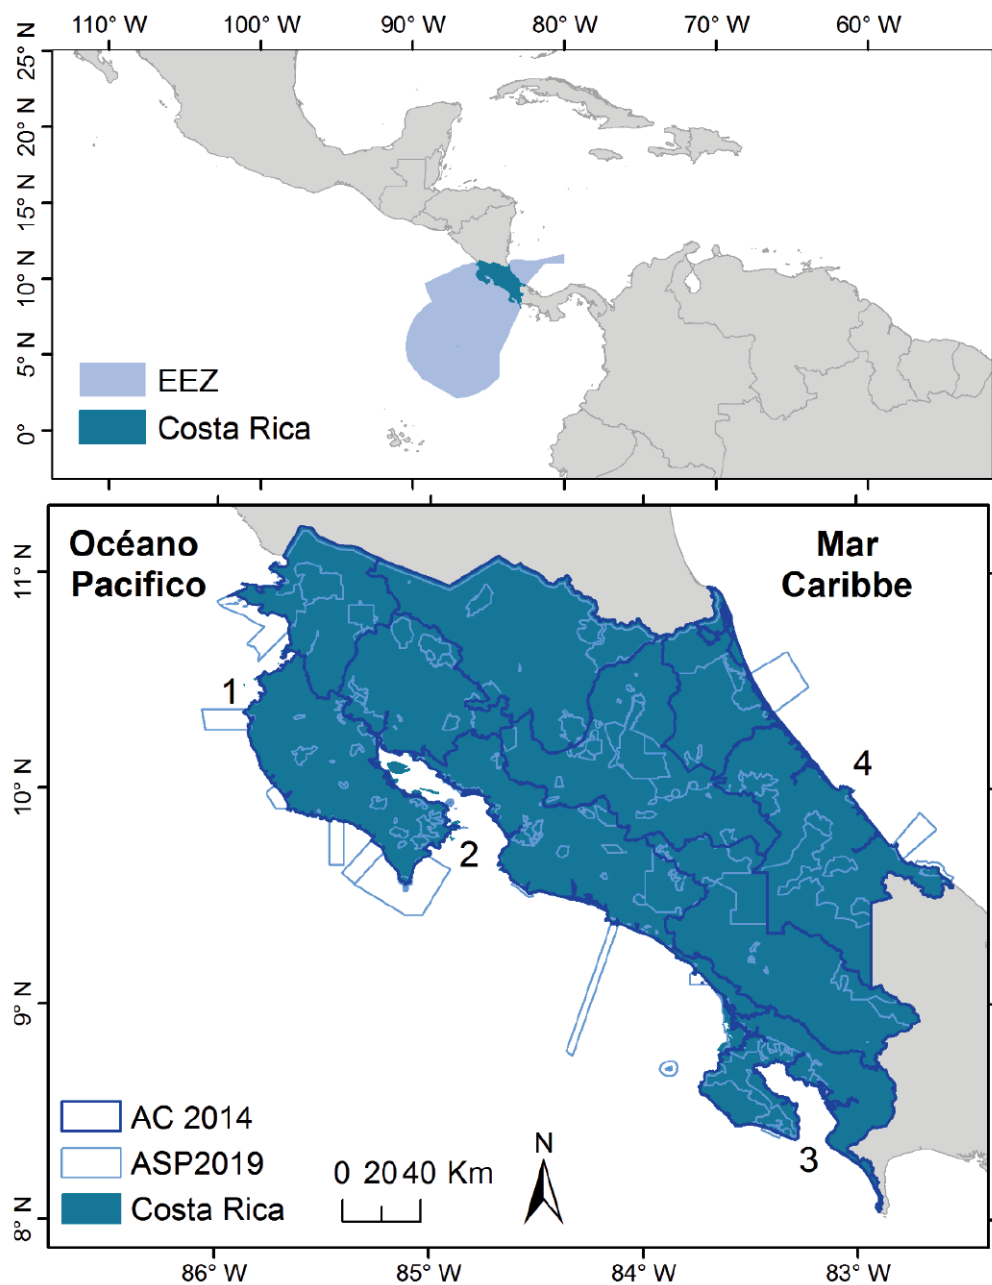 110° W 100° W 90° W 80° W 70° W 60° W
25° N
20° N
15° N
10° N
5° N
0°
EEZ
Costa Rica
Océano
Pacifico
Mar
Caribbe
11° N
10° N
9° N
8° N
1
2
3
4
AC 2014
ASP2019
Costa Rica
0 20 40 Km
N
86° W 85° W 84° W 83° W